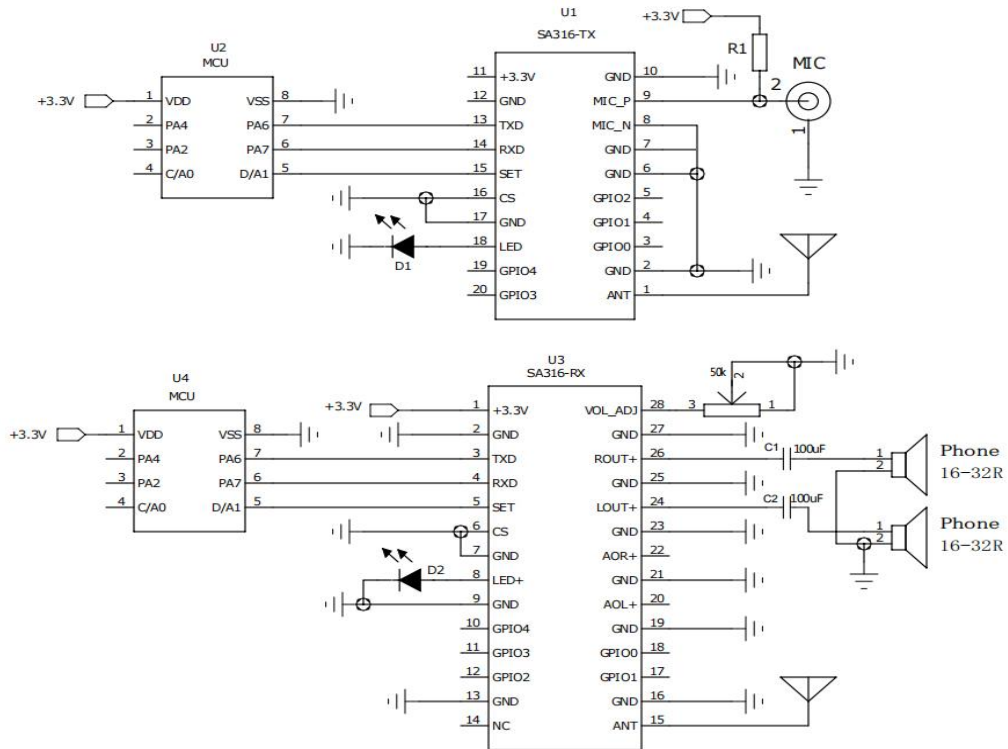 U1
SA316-TX
+3.3V
R1
2 MIC
1
U2
MCU
+3.3V
1 VDD VSS 8
2 PA4 PA6 7
3 PA2 PA7 6
4 C/A0 D/A1 5
11 +3.3V GND 10
12 GND MIC_P 9
13 TXD MIC_N 8
14 RXD GND 7
15 SET GND 6
16 CS GPIO2 5
17 GND GPIO1 4
18 LED GPIO0 3
19 GPIO4 GND 2
20 GPIO3 ANT 1
D1
U3
SA316-RX
U4
MCU
+3.3V
1 VDD VSS 8
2 PA4 PA6 7
3 PA2 PA7 6
4 C/A0 D/A1 5
+3.3V
1 +3.3V VOL_ADJ 28
2 GND GND 27
3 TXD ROUT+ 26
4 RXD GND 25
5 SET LOUT+ 24
6 CS GND 23
7 GND AOR+ 22
8 LED+ GND 21
9 GND AOL+ 20
10 GPIO4 GND 19
11 GPIO3 GPIO0 18
12 GPIO2 GPIO1 17
13 GND GND 16
14 NC ANT 15
D2
50k
2
3 1
C1 100uF
C2 100uF
1
2
Phone
16-32R
1
2
Phone
16-32R